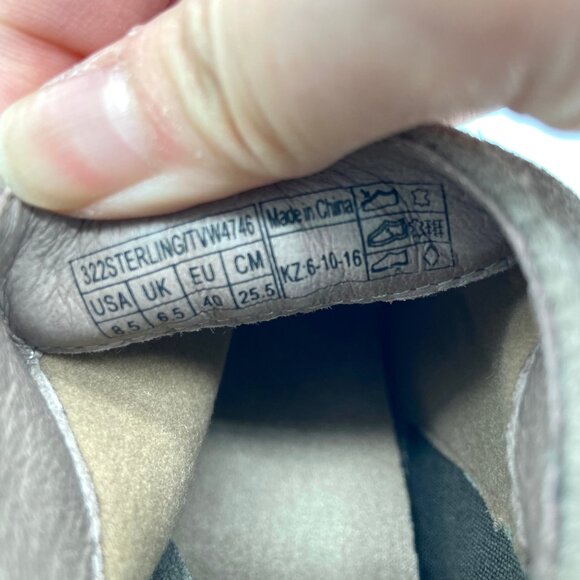 322STERLING/TVW4746
USA UK EU CM
8.5 6.5 40 25.5
Made in China
KZ-6-10-16